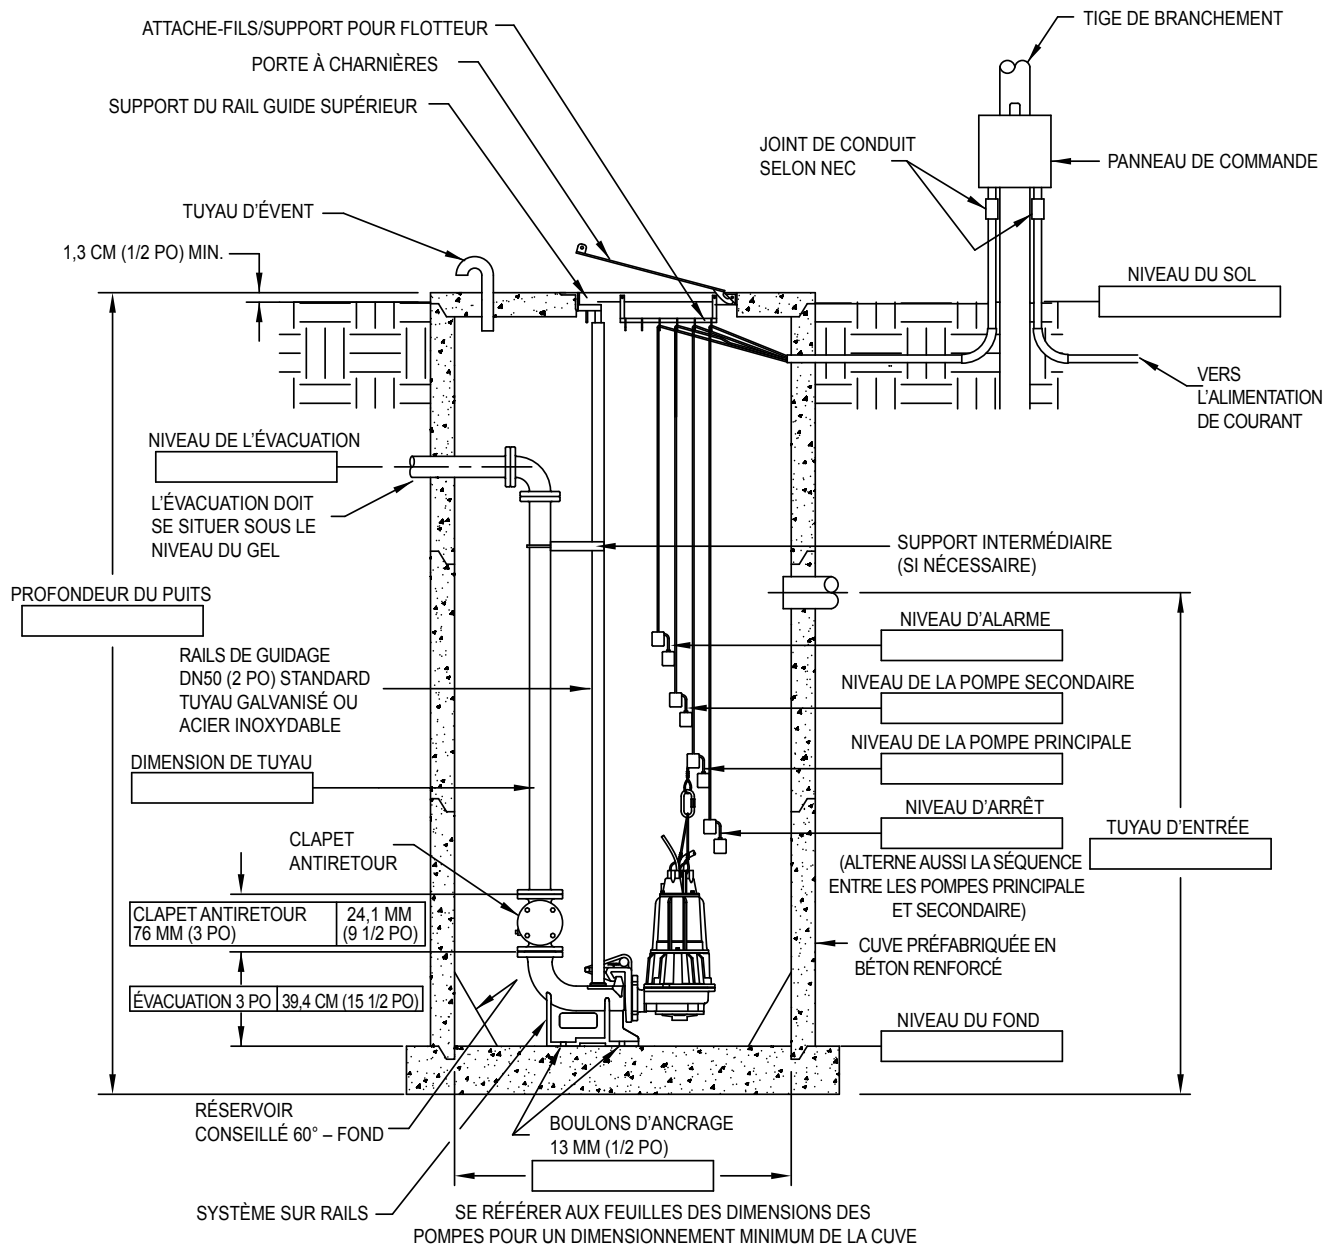 TIGE DE BRANCHEMENT
ATTACHE-FILS/SUPPORT POUR FLOTTEUR
PORTE À CHARNIÈRES
SUPPORT DU RAIL GUIDE SUPÉRIEUR
JOINT DE CONDUIT
SELON NEC
PANNEAU DE COMMANDE
TUYAU D'ÉVENT
1,3 CM (1/2 PO) MIN.
NIVEAU DU SOL
VERS
L'ALIMENTATION
DE COURANT
NIVEAU DE L'ÉVACUATION
L'ÉVACUATION DOIT
SE SITUER SOUS LE
NIVEAU DU GEL
SUPPORT INTERMÉDIAIRE
(SI NÉCESSAIRE)
PROFONDEUR DU PUITS
NIVEAU D'ALARME
RAILS DE GUIDAGE
DN50 (2 PO) STANDARD
TUYAU GALVANISÉ OU
ACIER INOXYDABLE
NIVEAU DE LA POMPE SECONDAIRE
NIVEAU DE LA POMPE PRINCIPALE
DIMENSION DE TUYAU
NIVEAU D'ARRÊT
(ALTERNE AUSSI LA SÉQUENCE
ENTRE LES POMPES PRINCIPALE
ET SECONDAIRE)
TUYAU D'ENTRÉE
CLAPET
ANTIRETOUR
CLAPET ANTIRETOUR
76 MM (3 PO)
24,1 MM
(9 1/2 PO)
CUVE PRÉFABRIQUÉE EN
BÉTON RENFORCÉ
ÉVACUATION 3 PO
39,4 CM (15 1/2 PO)
NIVEAU DU FOND
RÉSERVOIR
CONSEILLÉ 60° – FOND
BOULONS D'ANCRAGE
13 MM (1/2 PO)
SYSTÈME SUR RAILS
SE RÉFÉRER AUX FEUILLES DES DIMENSIONS DES
POMPES POUR UN DIMENSIONNEMENT MINIMUM DE LA CUVE